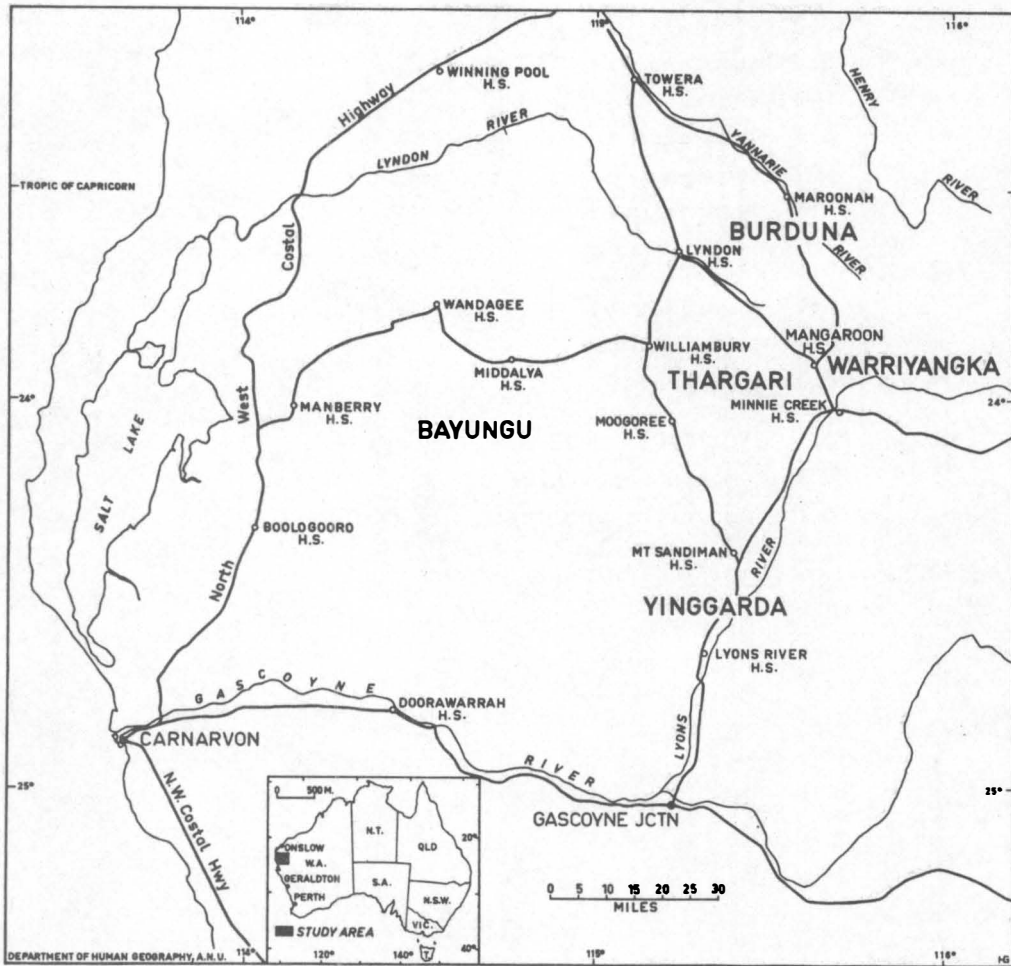 114°
115°
116°
WINNING POOL
H.S.
TOWERA
H.S.
HENRY
RIVER
Highway
LYNDON
RIVER
YANNARIE
RIVER
TROPIC OF CAPRICORN
MAROONAH
H.S.
BURDUNA
Costal
LYNDON
H.S.
WANDAGEE
H.S.
MANGAROON
H.S.
WILLIAMBURY
H.S.
WARRIYANGKA
MIDDALYA
H.S.
THARGARI
24°
West
MANBERRY
H.S.
MINNIE CREEK
H.S.
24°
BAYUNGU
MOOGOREE
H.S.
SALT
LAKE
BOOLOGOORO
H.S.
North
MT SANDIMAN
H.S.
RIVER
YINGGARDA
LYONS RIVER
H.S.
GASCOYNE
DOORAWARRAH
H.S.
LYONS
CARNARVON
RIVER
25°
25°
N.W. Costal Hwy
GASCOYNE JCTN
0 500 M.
N.T.
QLD
20°
ONSLOW
W.A.
GERALDTON
S.A.
PERTH
N.S.W.
VIC.
T.
STUDY AREA
120°
140°
40°
0 5 10 15 20 25 30
MILES
DEPARTMENT OF HUMAN GEOGRAPHY, A.N.U.
114°
115°
116°
HG